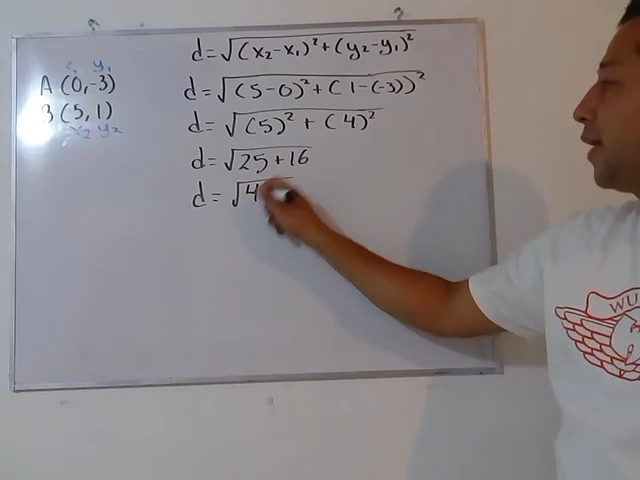 x₁ y₁
A (0,-3)
B (5, 1)
x₂ y₂
d=√(x₂-x₁)²+(y₂-y₁)²
d=√(5-0)²+(1-(-3))²
d=√(5)²+(4)²
d=√25+16
d=√4
WU